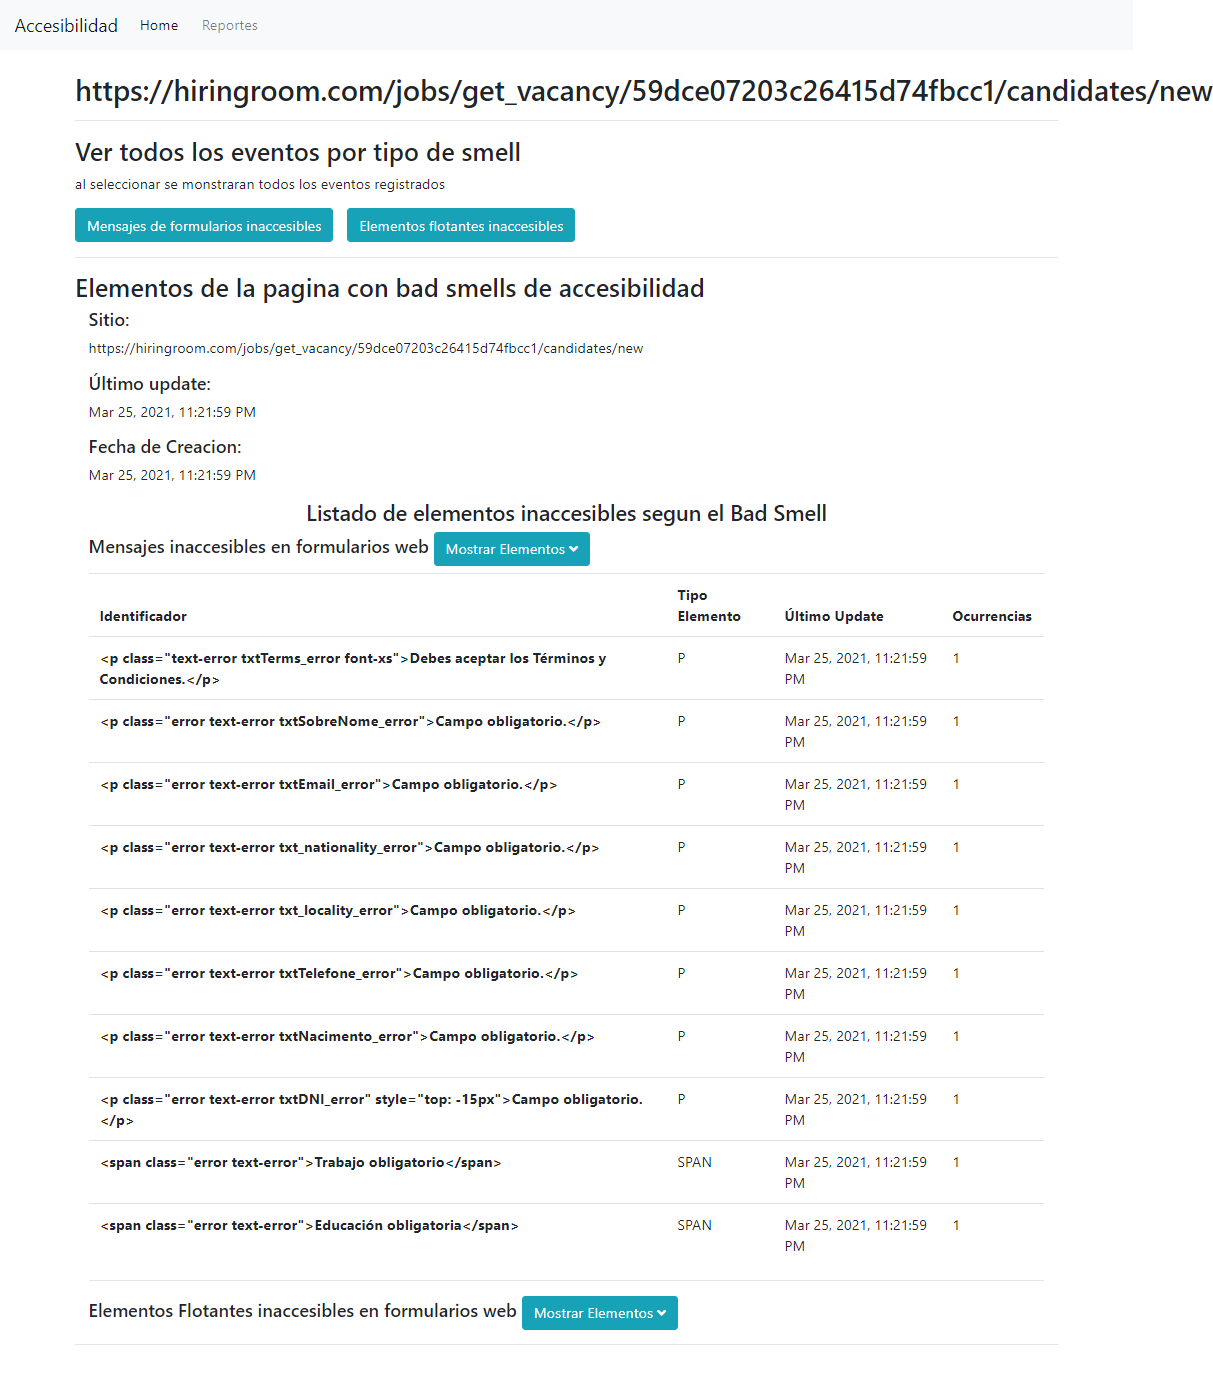 Accesibilidad Home Reportes
https://hiringroom.com/jobs/get_vacancy/59dce07203c26415d74fbcc1/candidates/new
Ver todos los eventos por tipo de smell
al seleccionar se monstraran todos los eventos registrados
Mensajes de formularios inaccesibles Elementos flotantes inaccesibles
Elementos de la pagina con bad smells de accesibilidad
Sitio:
https://hiringroom.com/jobs/get_vacancy/59dce07203c26415d74fbcc1/candidates/new
Último update:
Mar 25, 2021, 11:21:59 PM
Fecha de Creacion:
Mar 25, 2021, 11:21:59 PM
Listado de elementos inaccesibles segun el Bad Smell
Mensajes inaccesibles en formularios web Mostrar Elementos
Tipo
Identificador Elemento Último Update Ocurrencias
<p class="text-error txtTerms_error font-xs">Debes aceptar los Términos y P Mar 25, 2021, 11:21:59 1
Condiciones.</p> PM
<p class="error text-error txtSobreNome_error">Campo obligatorio.</p> P Mar 25, 2021, 11:21:59 1
PM
<p class="error text-error txtEmail_error">Campo obligatorio.</p> P Mar 25, 2021, 11:21:59 1
PM
<p class="error text-error txt_nationality_error">Campo obligatorio.</p> P Mar 25, 2021, 11:21:59 1
PM
<p class="error text-error txt_locality_error">Campo obligatorio.</p> P Mar 25, 2021, 11:21:59 1
PM
<p class="error text-error txtTelefone_error">Campo obligatorio.</p> P Mar 25, 2021, 11:21:59 1
PM
<p class="error text-error txtNacimento_error">Campo obligatorio.</p> P Mar 25, 2021, 11:21:59 1
PM
<p class="error text-error txtDNI_error" style="top: -15px">Campo obligatorio. P Mar 25, 2021, 11:21:59 1
</p> PM
<span class="error text-error">Trabajo obligatorio</span> SPAN Mar 25, 2021, 11:21:59 1
PM
<span class="error text-error">Educación obligatoria</span> SPAN Mar 25, 2021, 11:21:59 1
PM
Elementos Flotantes inaccesibles en formularios web Mostrar Elementos